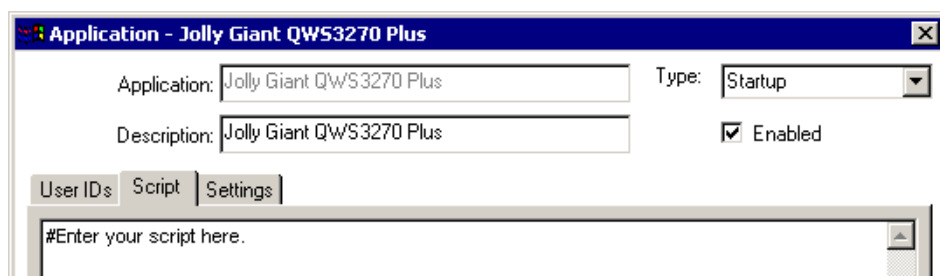 Application - Jolly Giant QWS3270 Plus
Application: Jolly Giant QWS3270 Plus
Type: Startup
Description: Jolly Giant QWS3270 Plus
Enabled
User IDs Script Settings
#Enter your script here.